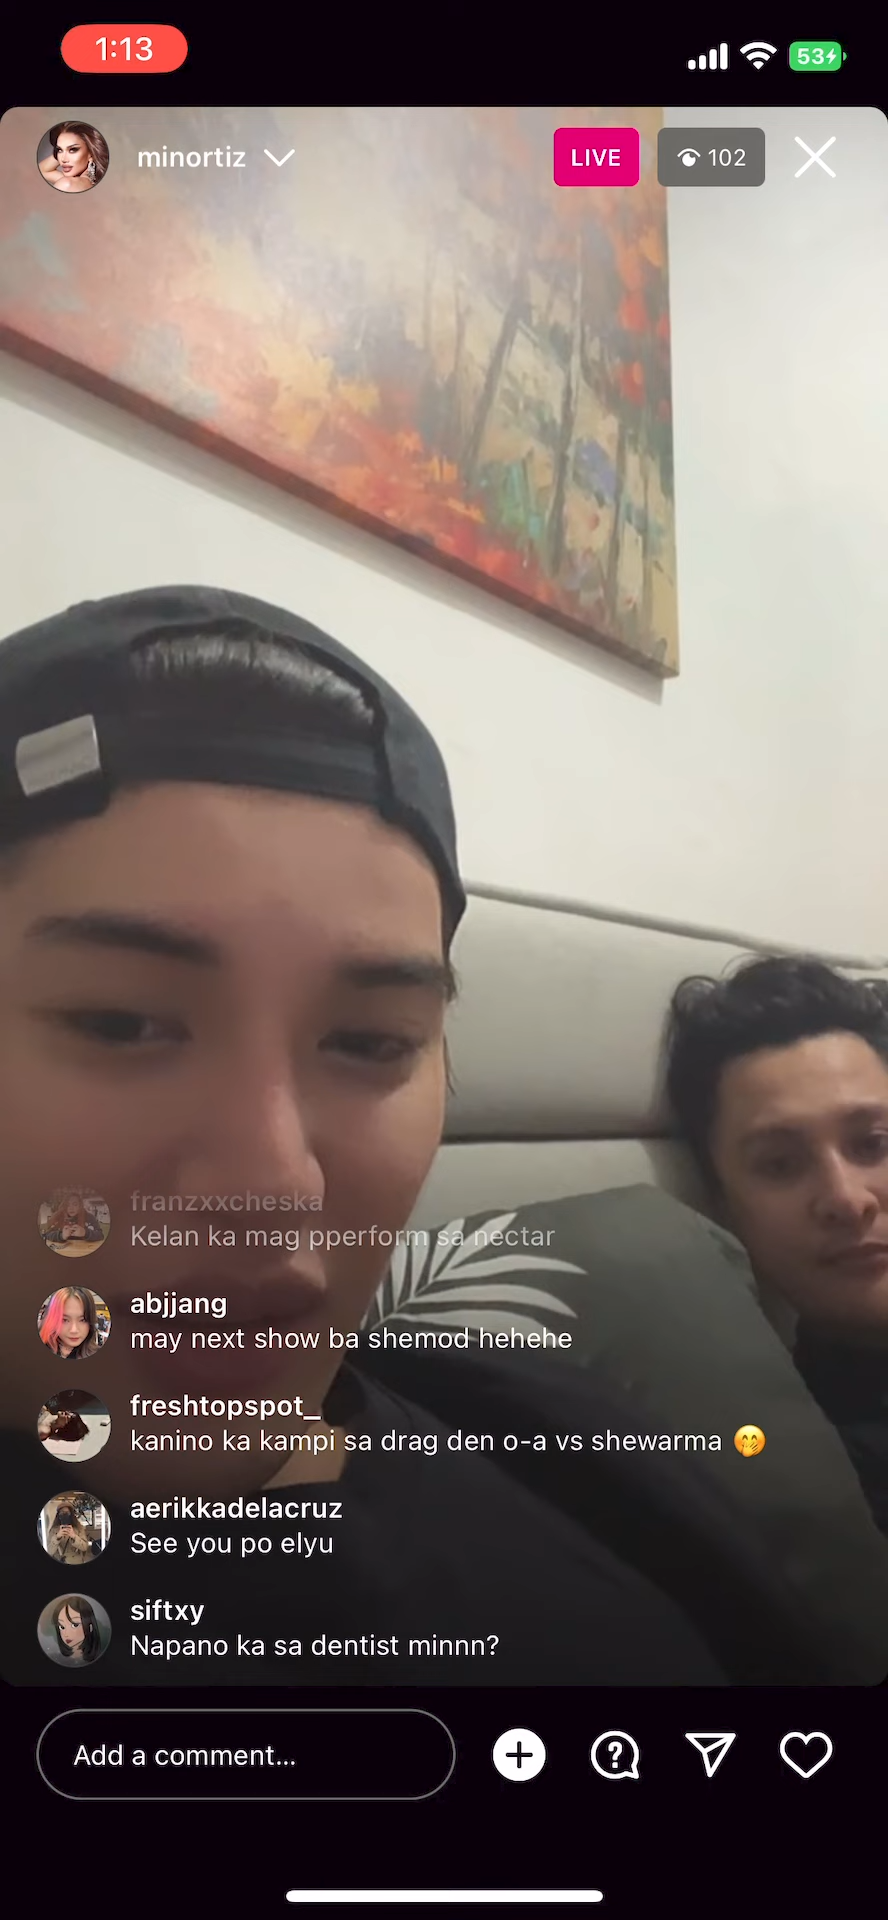 1:13
53
minortiz
LIVE
102
franzxxcheska
Kelan ka mag pperform sa nectar
abjjang
may next show ba shemod hehehe
freshtopspot_
kanino ka kampi sa drag den o-a vs shewarma 🤭
aerikkadelacruz
See you po elyu
siftxy
Napano ka sa dentist minnn?
Add a comment...